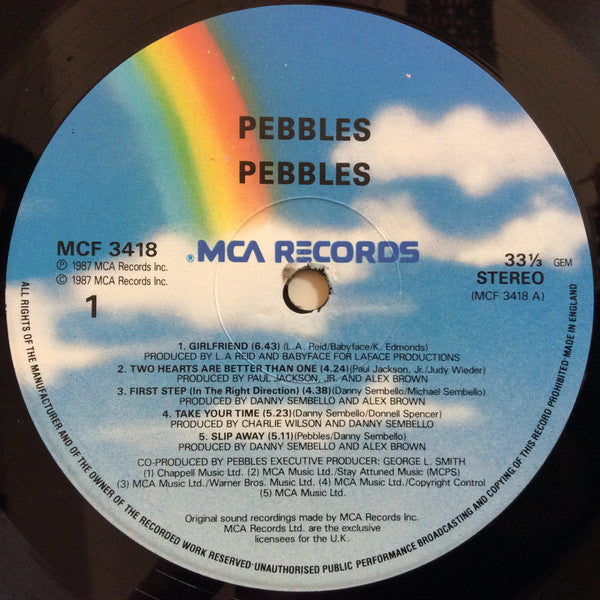 PEBBLES
PEBBLES
MCF 3418
℗ 1987 MCA Records Inc.
© 1987 MCA Records Inc.
1
®MCA RECORDS
33⅓ GEM
STEREO
(MCF 3418 A)
1. GIRLFRIEND (6.43) (L.A. Reid/Babyface/K. Edmonds)
PRODUCED BY L.A REID AND BABYFACE FOR LAFACE PRODUCTIONS
2. TWO HEARTS ARE BETTER THAN ONE (4.24)(Paul Jackson, Jr./Judy Wieder)
PRODUCED BY PAUL JACKSON, JR. AND ALEX BROWN
3. FIRST STEP (In The Right Direction) (4.38)(Danny Sembello/Michael Sembello)
PRODUCED BY DANNY SEMBELLO AND ALEX BROWN
4. TAKE YOUR TIME (5.23)(Danny Sembello/Donnell Spencer)
PRODUCED BY CHARLIE WILSON AND DANNY SEMBELLO
5. SLIP AWAY (5.11)(Pebbles/Danny Sembello)
PRODUCED BY DANNY SEMBELLO AND ALEX BROWN
CO-PRODUCED BY PEBBLES EXECUTIVE PRODUCER: GEORGE L. SMITH
(1) Chappell Music Ltd. (2) MCA Music Ltd./Stay Attuned Music (MCPS)
(3) MCA Music Ltd./Warner Bros. Music Ltd. (4) MCA Music Ltd./Copyright Control
(5) MCA Music Ltd.
Original sound recordings made by MCA Records Inc.
MCA Records Ltd. are the exclusive
licensees for the U.K.
ALL RIGHTS OF THE MANUFACTURER AND OF THE OWNER OF THE RECORDED WORK RESERVED·UNAUTHORISED PUBLIC PERFORMANCE BROADCASTING AND COPYING OF THIS RECORD PROHIBITED·MADE IN ENGLAND